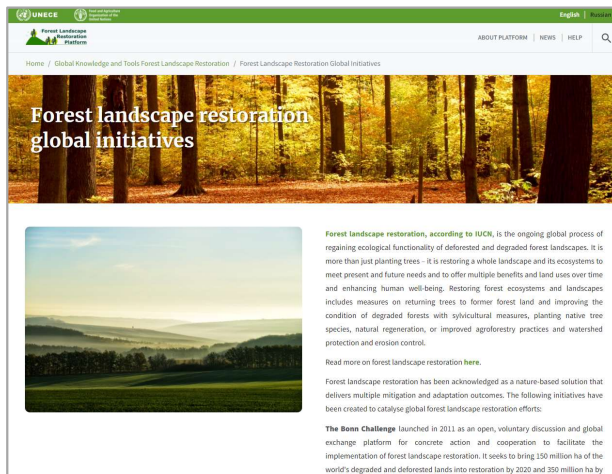 UNECE
Food and Agriculture
Organization of the
United Nations
English | Russian
Forest Landscape
Restoration
Platform
ABOUT PLATFORM | NEWS | HELP
Home / Global Knowledge and Tools Forest Landscape Restoration / Forest Landscape Restoration Global Initiatives
Forest landscape restoration
global initiatives
Forest landscape restoration, according to IUCN, is the ongoing global process of
regaining ecological functionality of deforested and degraded forest landscapes. It is
more than just planting trees – it is restoring a whole landscape and its ecosystems to
meet present and future needs and to offer multiple benefits and land uses over time
and enhancing human well-being. Restoring forest ecosystems and landscapes
includes measures on returning trees to former forest land and improving the
condition of degraded forests with sylvicultural measures, planting native tree
species, natural regeneration, or improved agroforestry practices and watershed
protection and erosion control.
Read more on forest landscape restoration here.
Forest landscape restoration has been acknowledged as a nature-based solution that
delivers multiple mitigation and adaptation outcomes. The following initiatives have
been created to catalyse global forest landscape restoration efforts:
The Bonn Challenge launched in 2011 as an open, voluntary discussion and global
exchange platform for concrete action and cooperation to facilitate the
implementation of forest landscape restoration. It seeks to bring 150 million ha of the
world's degraded and deforested lands into restoration by 2020 and 350 million ha by